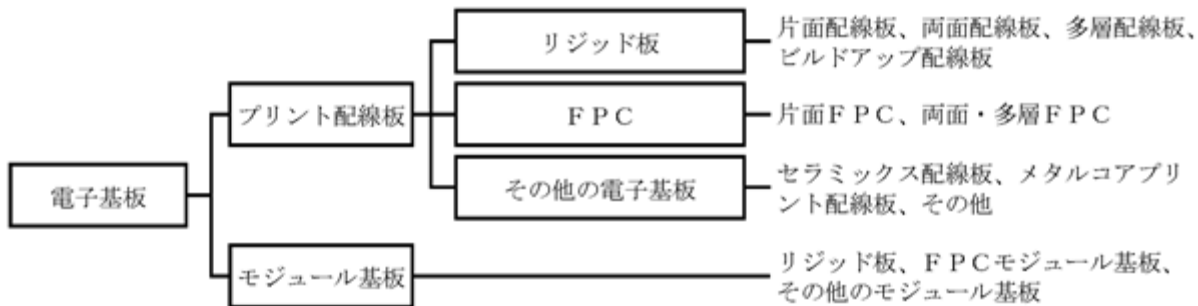 電子基板
プリント配線板
リジッド板
片面配線板、両面配線板、多層配線板、
ビルドアップ配線板
ＦＰＣ
片面ＦＰＣ、両面・多層ＦＰＣ
その他の電子基板
セラミックス配線板、メタルコアプリ
ント配線板、その他
モジュール基板
リジッド板、ＦＰＣモジュール基板、
その他のモジュール基板